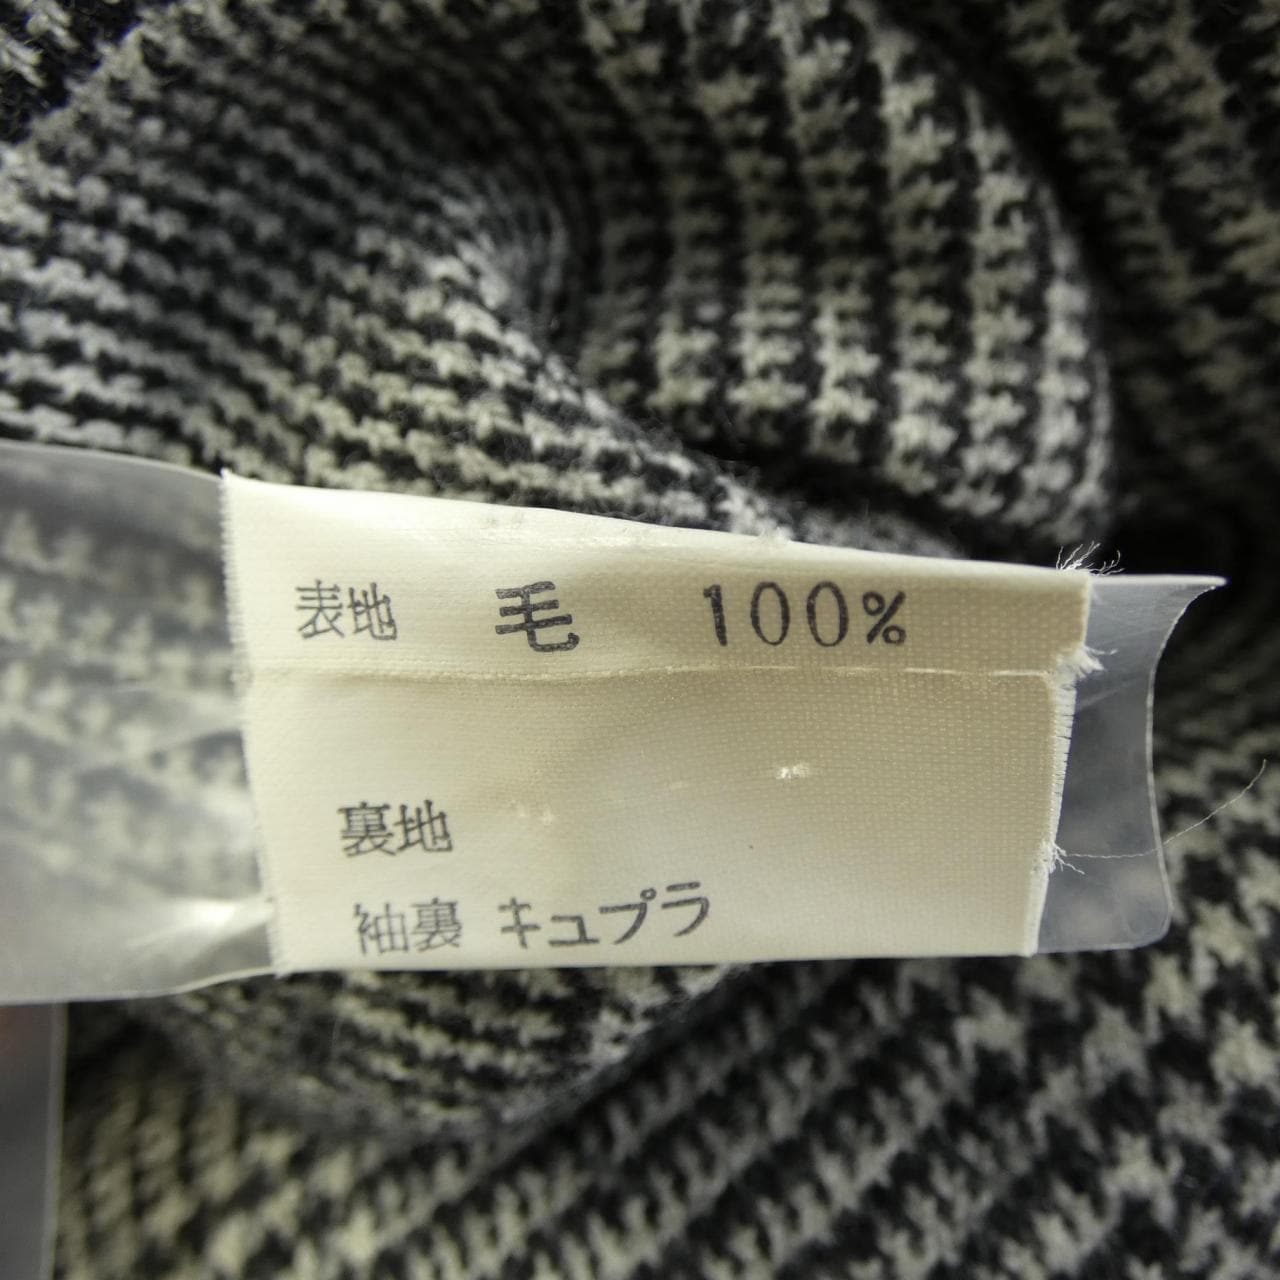 表地 毛 100%
裏地
袖裏 キュプラ